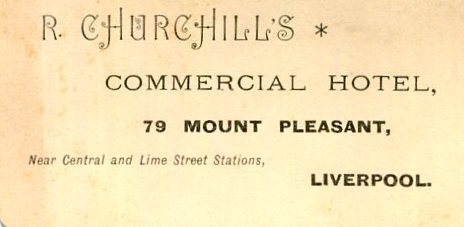 R. CHURCHILL'S *
COMMERCIAL HOTEL,
79 MOUNT PLEASANT,
Near Central and Lime Street Stations,
LIVERPOOL.